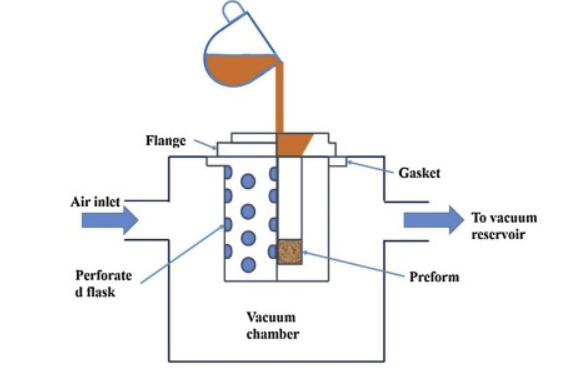 Flange
Gasket
Air inlet
To vacuum
reservoir
Perforate
d flask
Preform
Vacuum
chamber